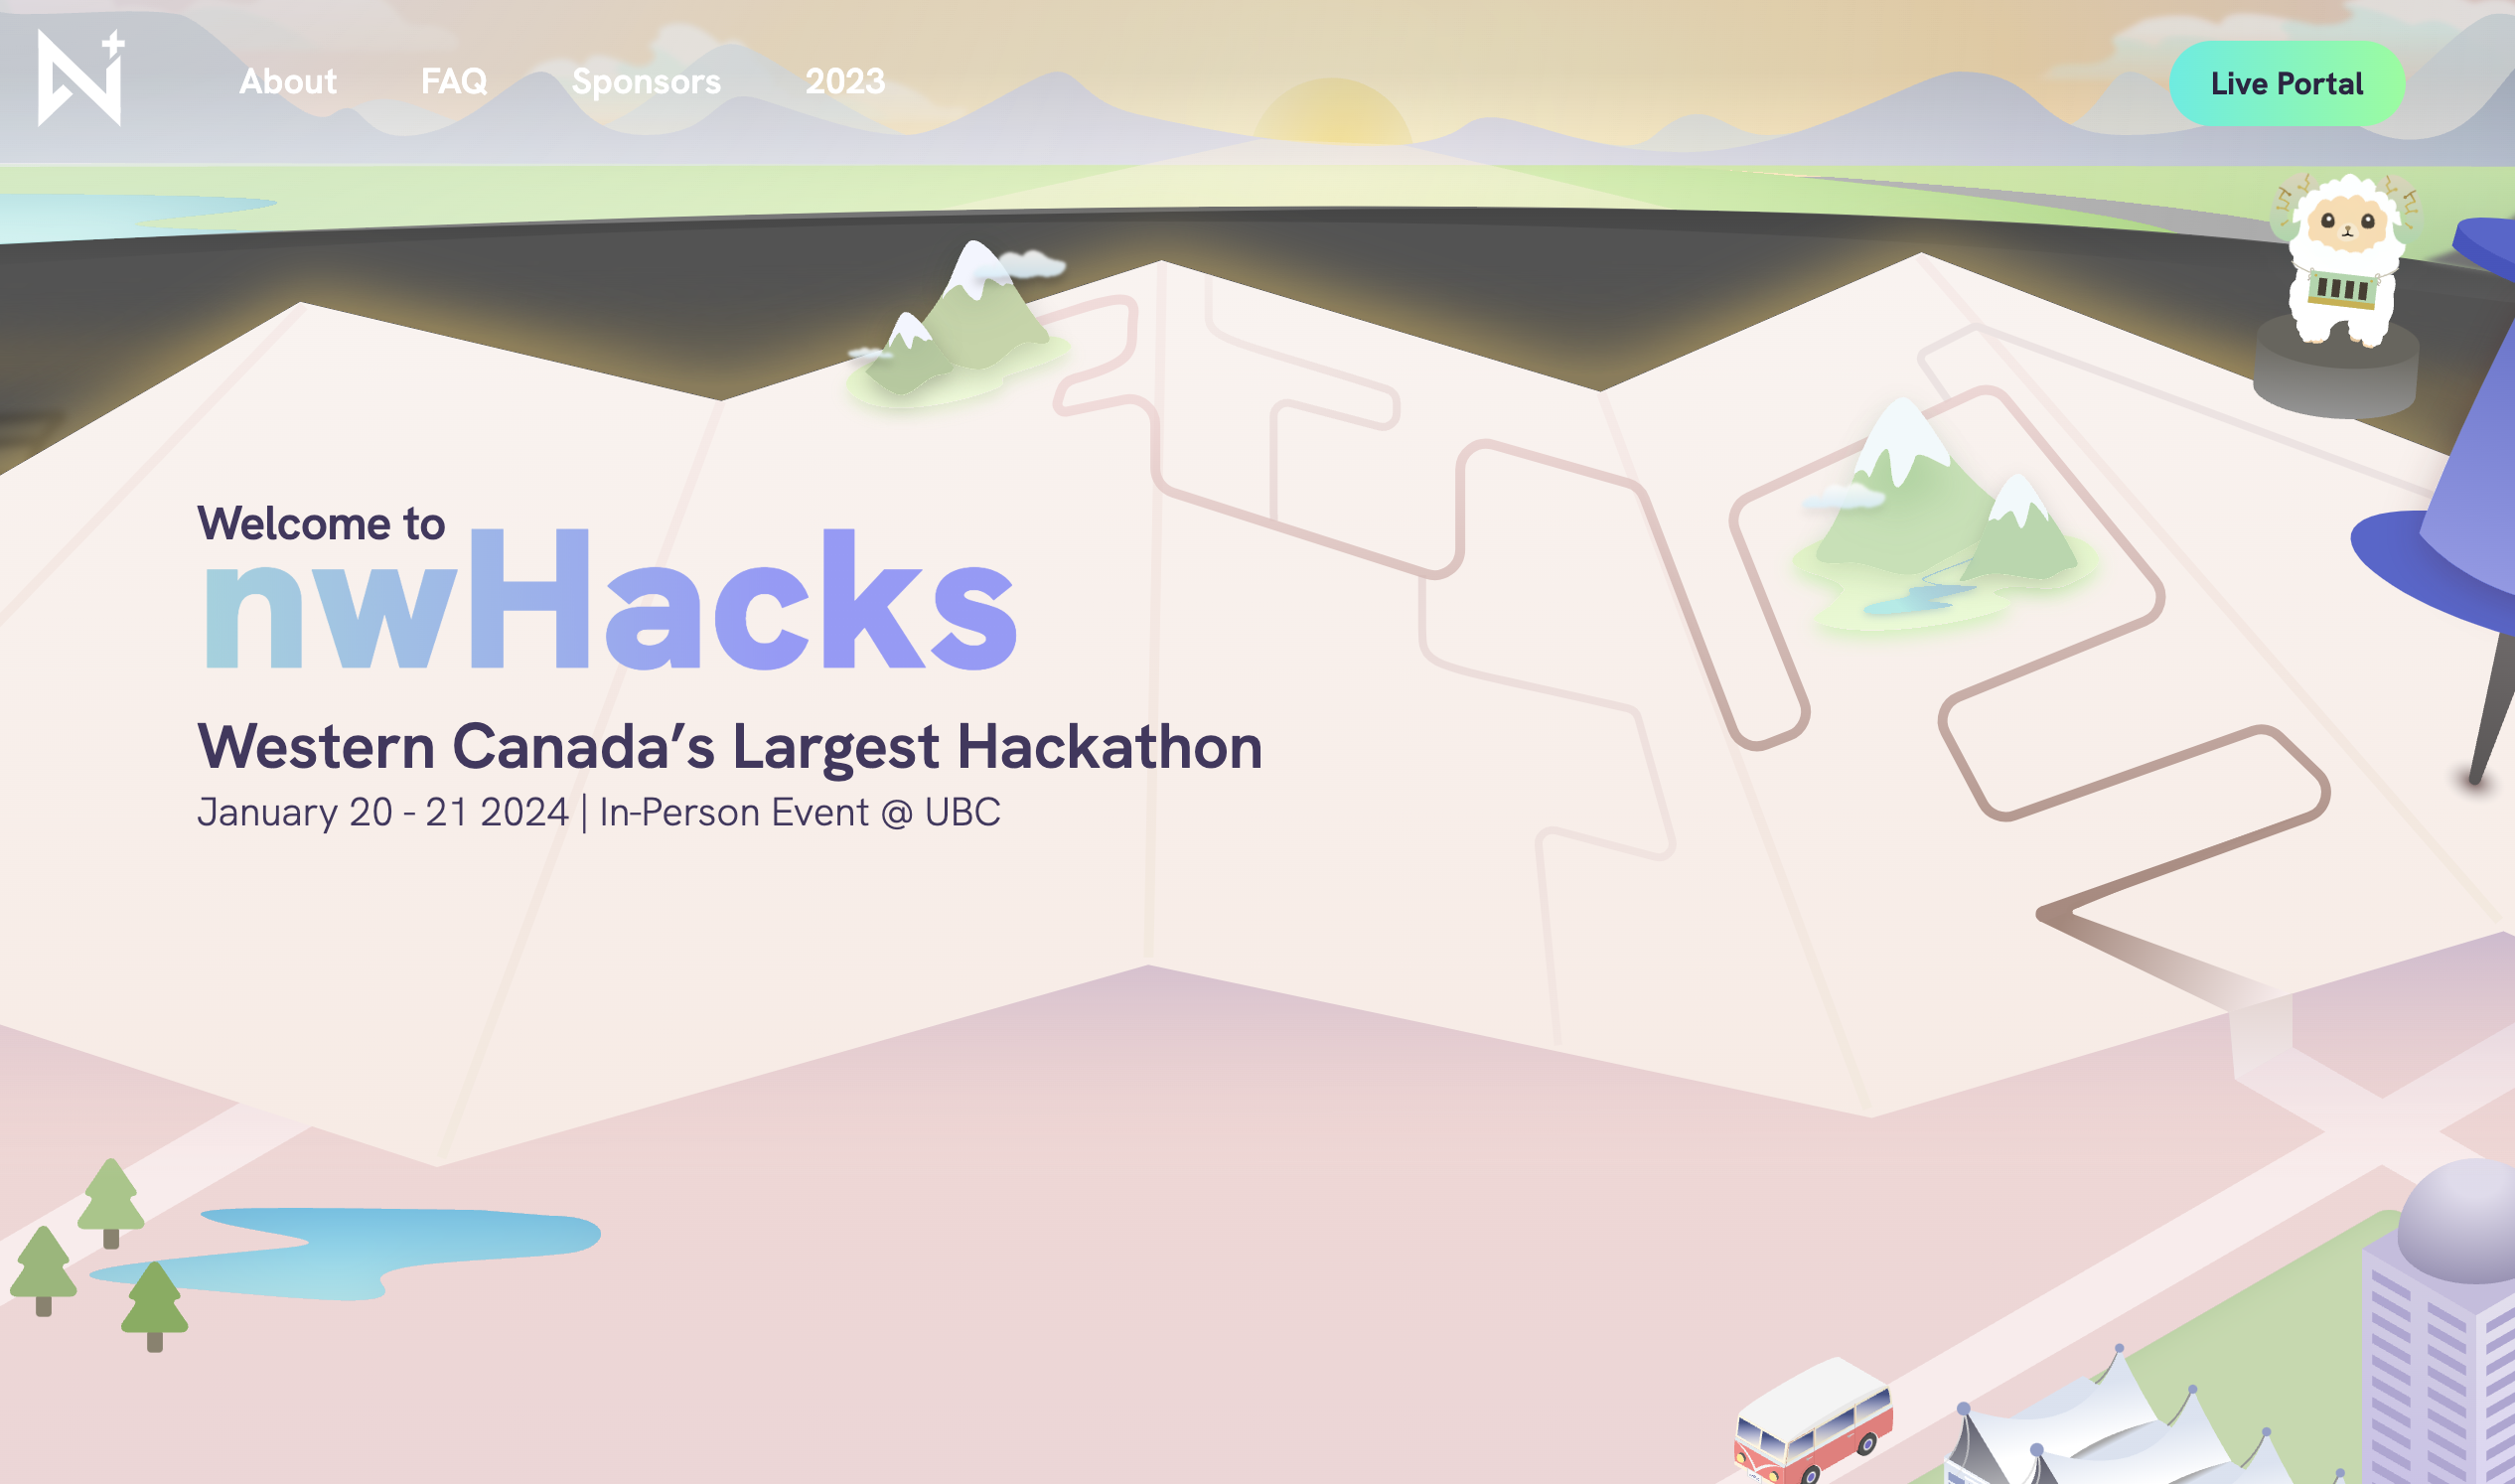 About
FAQ
Sponsors
2023
Live Portal
Welcome to
nwHacks
Western Canada’s Largest Hackathon
January 20 - 21 2024 | In-Person Event @ UBC